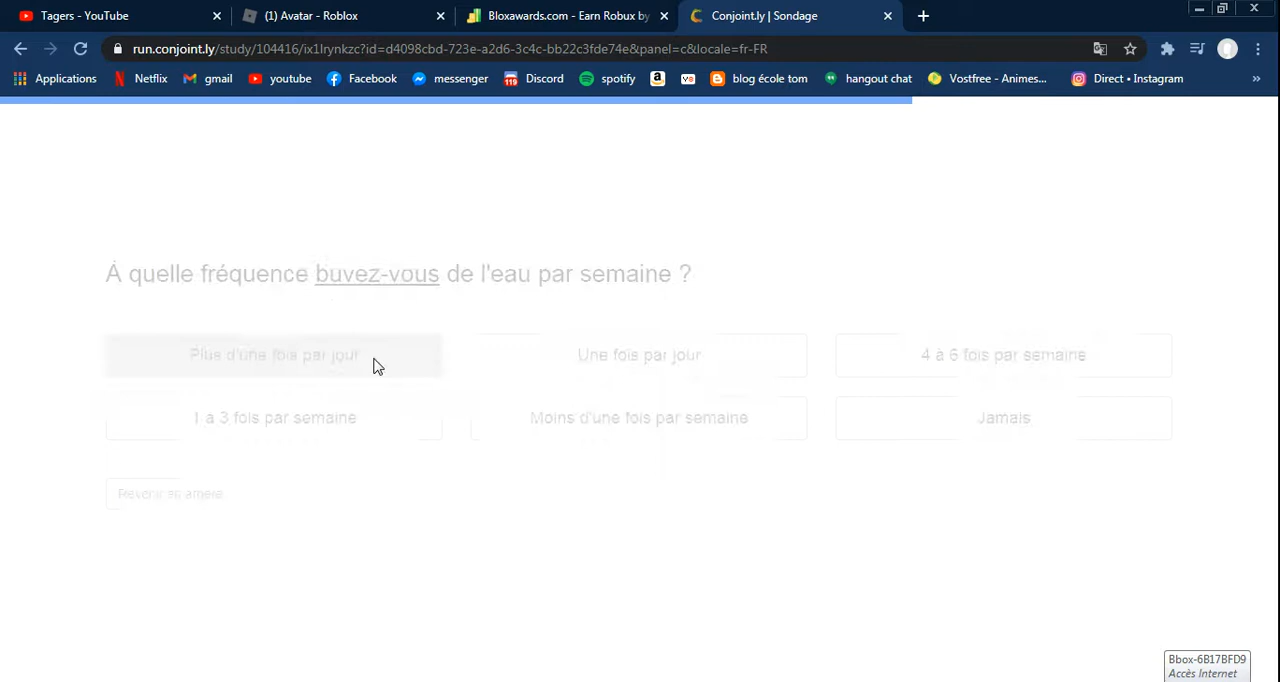 Tagers - YouTube
(1) Avatar - Roblox
Bloxawards.com - Earn Robux by
Conjoint.ly | Sondage
run.conjoint.ly/study/104416/ix1lrynkzc?id=d4098cbd-723e-a2d6-3c4c-bb22c3fde74e&panel=c&locale=fr-FR
Applications Netflix gmail youtube Facebook messenger Discord spotify blog école tom hangout chat Vostfree - Animes... Direct • Instagram »
À quelle fréquence buvez-vous de l'eau par semaine ?
Plus d'une fois par jour Une fois par jour 4 à 6 fois par semaine
1 à 3 fois par semaine Moins d'une fois par semaine Jamais
Revenir en arrière
Bbox-6B17BFD9
Accès Internet